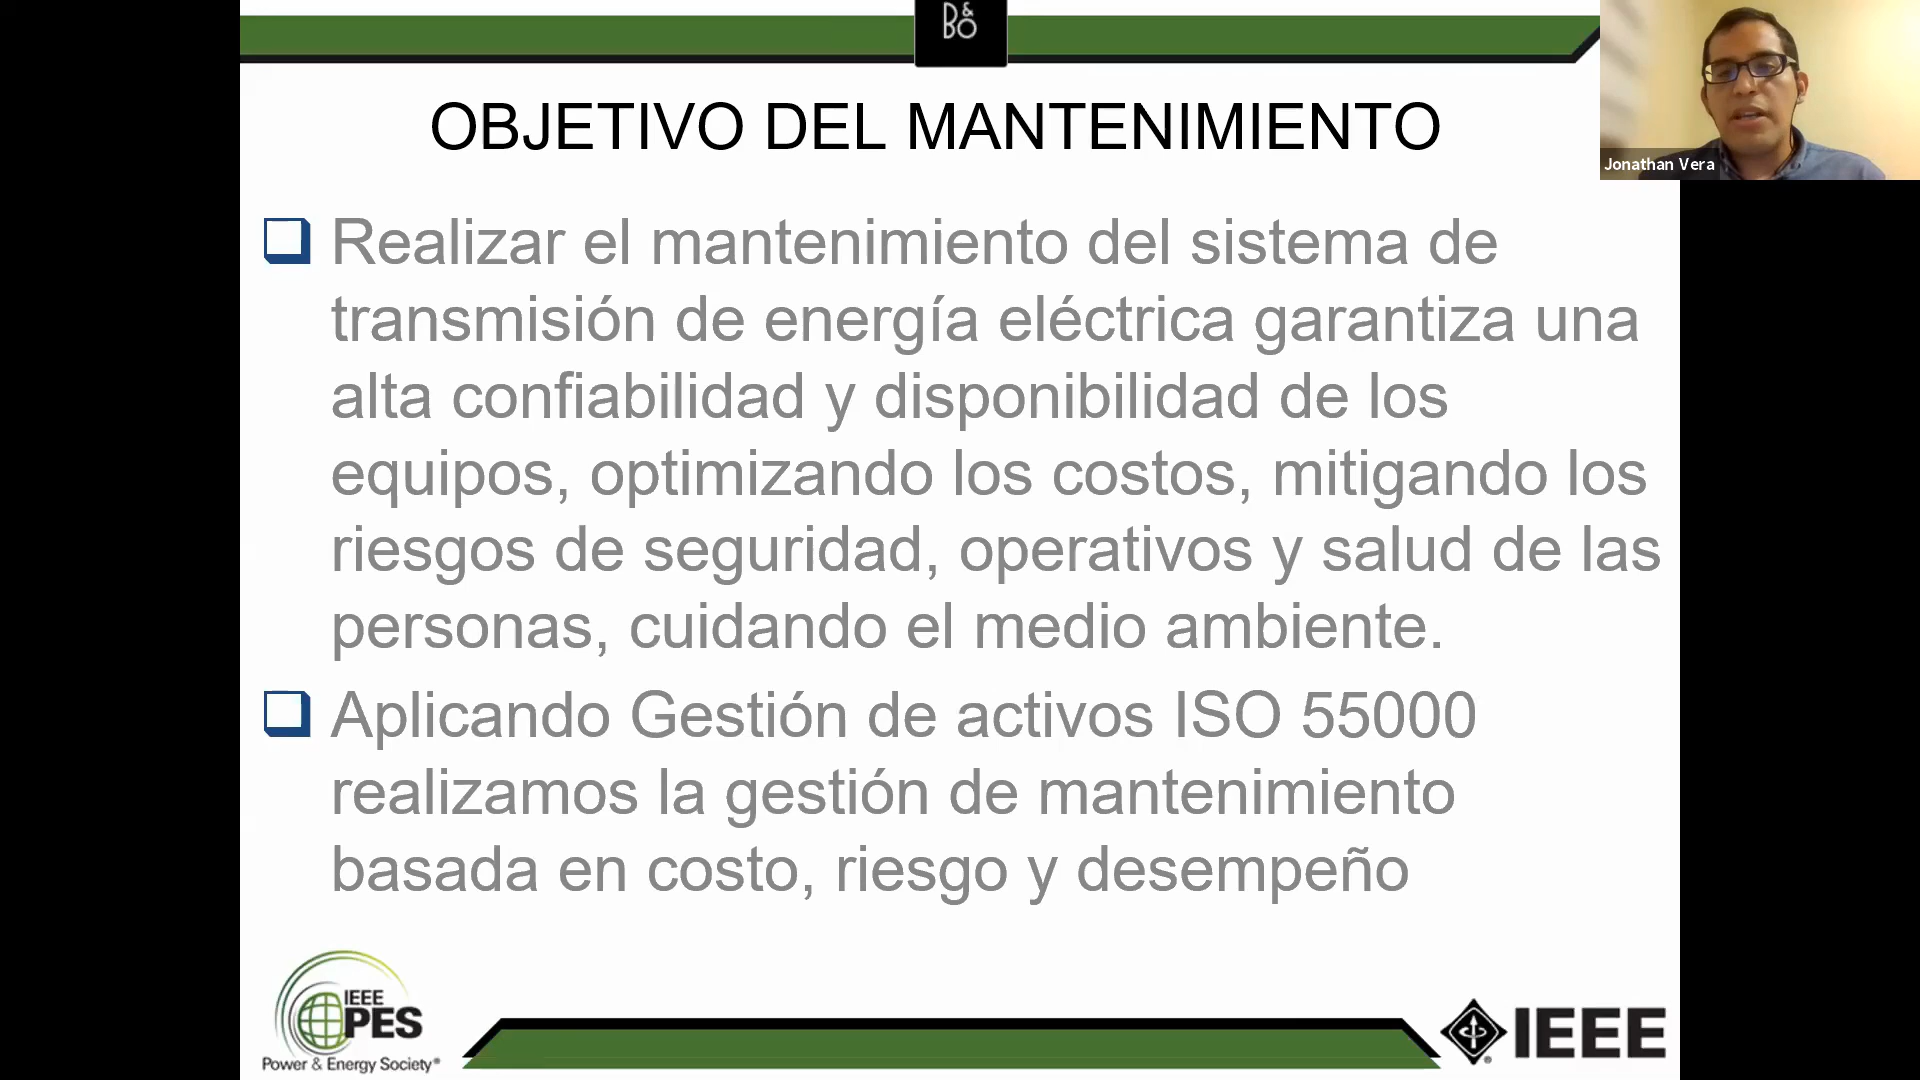 B&O
OBJETIVO DEL MANTENIMIENTO
Jonathan Vera
Realizar el mantenimiento del sistema de
transmisión de energía eléctrica garantiza una
alta confiabilidad y disponibilidad de los
equipos, optimizando los costos, mitigando los
riesgos de seguridad, operativos y salud de las
personas, cuidando el medio ambiente.
Aplicando Gestión de activos ISO 55000
realizamos la gestión de mantenimiento
basada en costo, riesgo y desempeño
IEEE
PES
Power & Energy Society®
IEEE